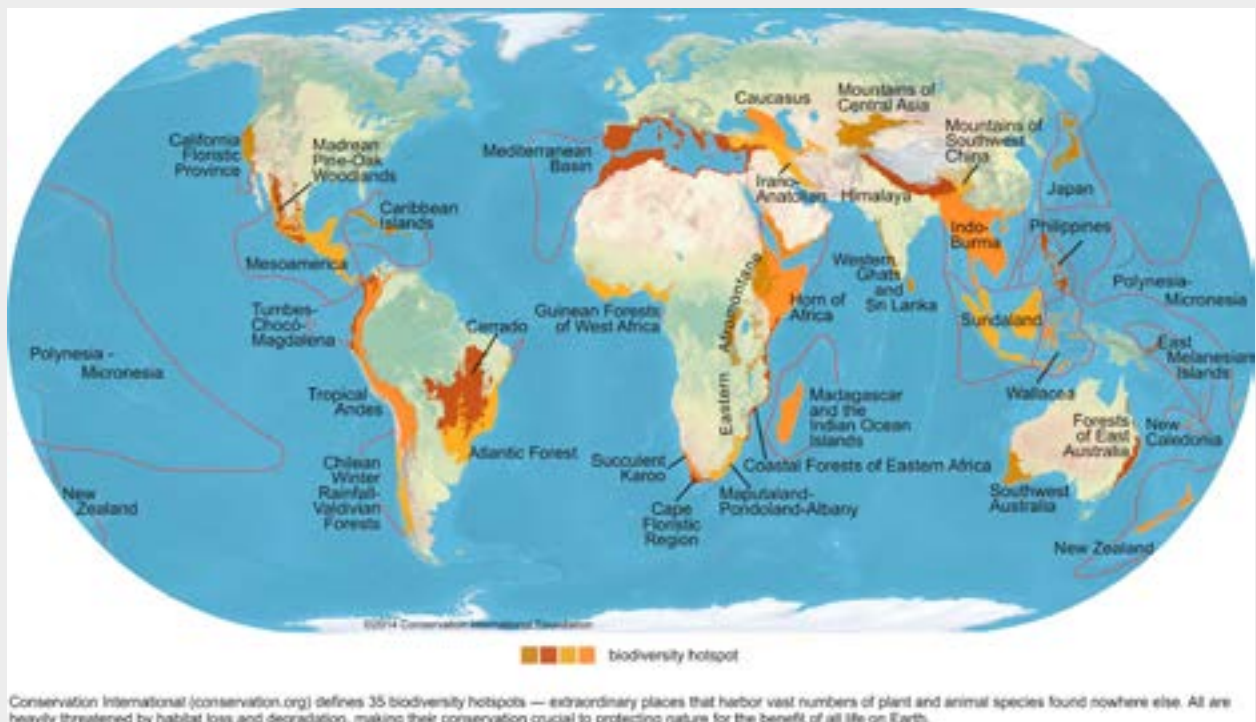 Caucasus
Mountains of
Central Asia
California
Floristic
Province
Madrean
Pine-Oak
Woodlands
Mediterranean
Basin
Mountains of
Southwest
China
Irano-
Anatolian
Himalaya
Japan
Caribbean
Islands
Mesoamerica
Indo-
Burma
Philippines
Western
Ghats
and
Sri Lanka
Polynesia-
Micronesia
Tumbes-
Chocó-
Magdalena
Cerrado
Guinean Forests
of West Africa
Eastern Afromontane
Horn of
Africa
Sundaland
East
Melanesian
Islands
Polynesia -
Micronesia
Wallacea
Tropical
Andes
Madagascar
and the
Indian Ocean
Islands
Forests
of East
Australia
New
Caledonia
Atlantic Forest
Chilean
Winter
Rainfall-
Valdivian
Forests
Succulent
Karoo
Coastal Forests of Eastern Africa
Cape
Floristic
Region
Maputaland-
Pondoland-Albany
Southwest
Australia
New
Zealand
New Zealand
©2014 Conservation International Foundation
biodiversity hotspot
Conservation International (conservation.org) defines 35 biodiversity hotspots — extraordinary places that harbor vast numbers of plant and animal species found nowhere else. All are
heavily threatened by habitat loss and degradation, making their conservation crucial to protecting nature for the benefit of all life on Earth.